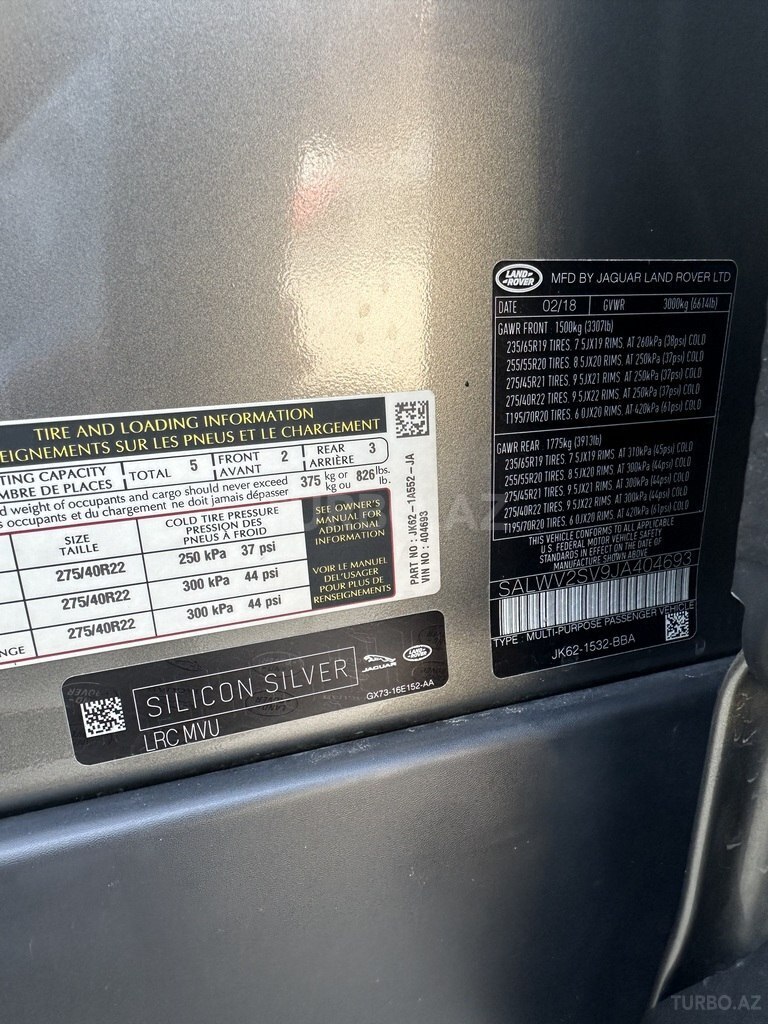 LAND ROVER MFD BY JAGUAR LAND ROVER LTD
DATE 02/18 GVWR 3000kg (6614lb)
GAWR FRONT 1500kg (3307lb)
235/65R19 TIRES, 7.5JX19 RIMS, AT 260kPa (38psi) COLD
255/55R20 TIRES, 8.5JX20 RIMS, AT 250kPa (37psi) COLD
275/45R21 TIRES, 9.5JX21 RIMS, AT 250kPa (37psi) COLD
275/40R22 TIRES, 9.5JX22 RIMS, AT 250kPa (37psi) COLD
T195/70R20 TIRES, 6.0JX20 RIMS, AT 420kPa (61psi) COLD
GAWR REAR 1775kg (3913lb)
235/65R19 TIRES, 7.5JX19 RIMS, AT 310kPa (45psi) COLD
255/55R20 TIRES, 8.5JX20 RIMS, AT 300kPa (44psi) COLD
275/45R21 TIRES, 9.5JX21 RIMS, AT 300kPa (44psi) COLD
275/40R22 TIRES, 9.5JX22 RIMS, AT 300kPa (44psi) COLD
T195/70R20 TIRES, 6.0JX20 RIMS, AT 420kPa (61psi) COLD
THIS VEHICLE CONFORMS TO ALL APPLICABLE
U.S. FEDERAL MOTOR VEHICLE SAFETY
STANDARDS IN EFFECT ON THE DATE OF
MANUFACTURE SHOWN ABOVE
SALWV2SV9JA404693
TYPE : MULTI-PURPOSE PASSENGER VEHICLE
JK62-1532-BBA
TIRE AND LOADING INFORMATION
EIGNEMENTS SUR LES PNEUS ET LE CHARGEMENT
TING CAPACITY TOTAL 5 FRONT 2 REAR 3
MBRE DE PLACES AVANT ARRIÈRE
d weight of occupants and cargo should never exceed 375 kg or 826 lbs.
s occupants et du chargement ne doit jamais dépasser kg ou lb.
SIZE
TAILLE
COLD TIRE PRESSURE
PRESSION DES
PNEUS À FROID
275/40R22 250 kPa 37 psi
275/40R22 300 kPa 44 psi
275/40R22 300 kPa 44 psi
NGE
SEE OWNER'S
MANUAL FOR
ADDITIONAL
INFORMATION
VOIR LE MANUEL
DEL'USAGER
POUR PLUS DE
RENSEIGNEMENTS
PART NO : JK62-1A552-JA
VIN NO : 404693
SILICON SILVER
LRC MVU
JAGUAR
LAND ROVER
GX73-16E152-AA
TURBO.AZ
TURBO.AZ